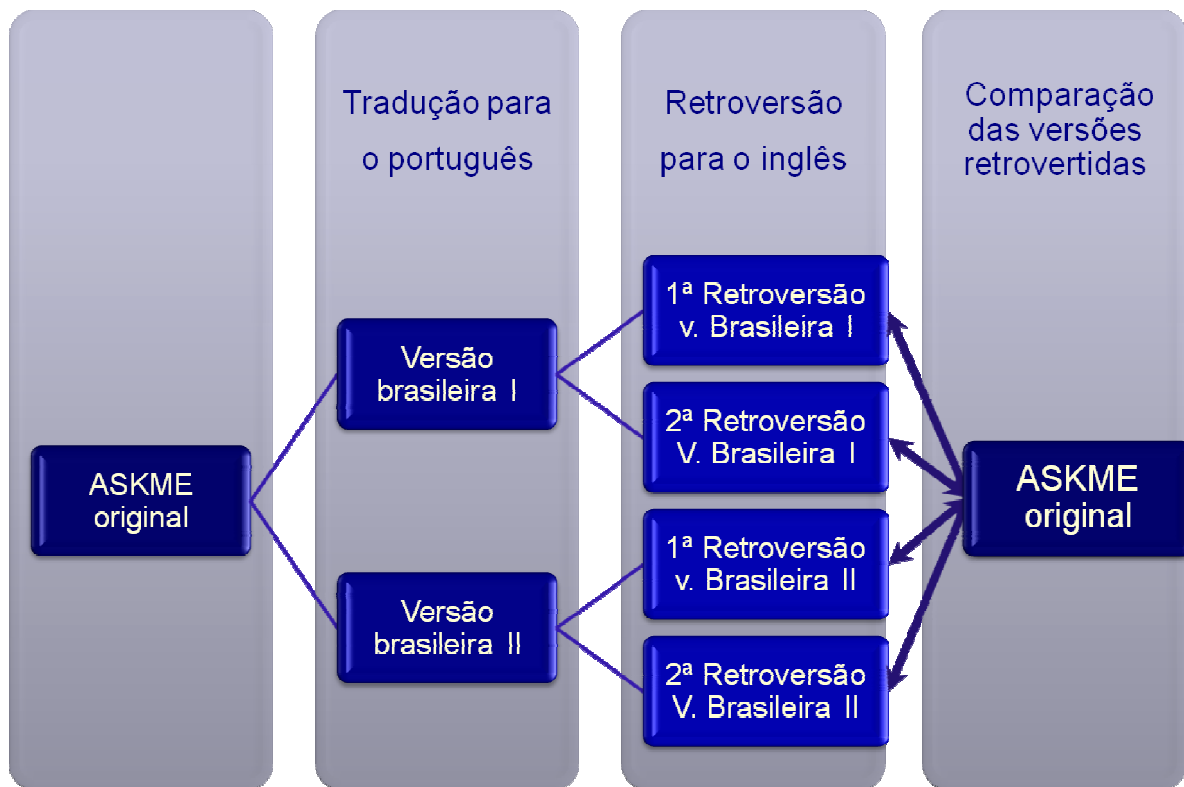 Tradução para
o português
Retroversão
para o inglês
Comparação
das versões
retrovertidas
ASKME
original
Versão
brasileira I
Versão
brasileira II
1ª Retroversão
v. Brasileira I
2ª Retroversão
V. Brasileira I
1ª Retroversão
v. Brasileira II
2ª Retroversão
V. Brasileira II
ASKME
original